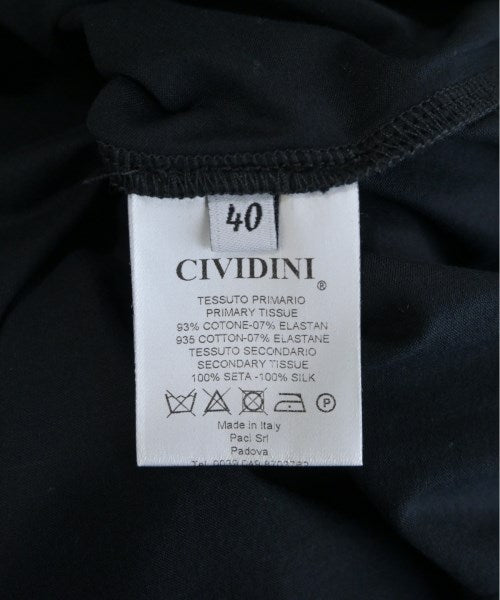 40
CIVIDINI
®
TESSUTO PRIMARIO
PRIMARY TISSUE
93% COTONE-07% ELASTAN
935 COTTON-07% ELASTANE
TESSUTO SECONDARIO
SECONDARY TISSUE
100% SETA -100% SILK
P
Made in Italy
Paci Srl
Padova
Tel.